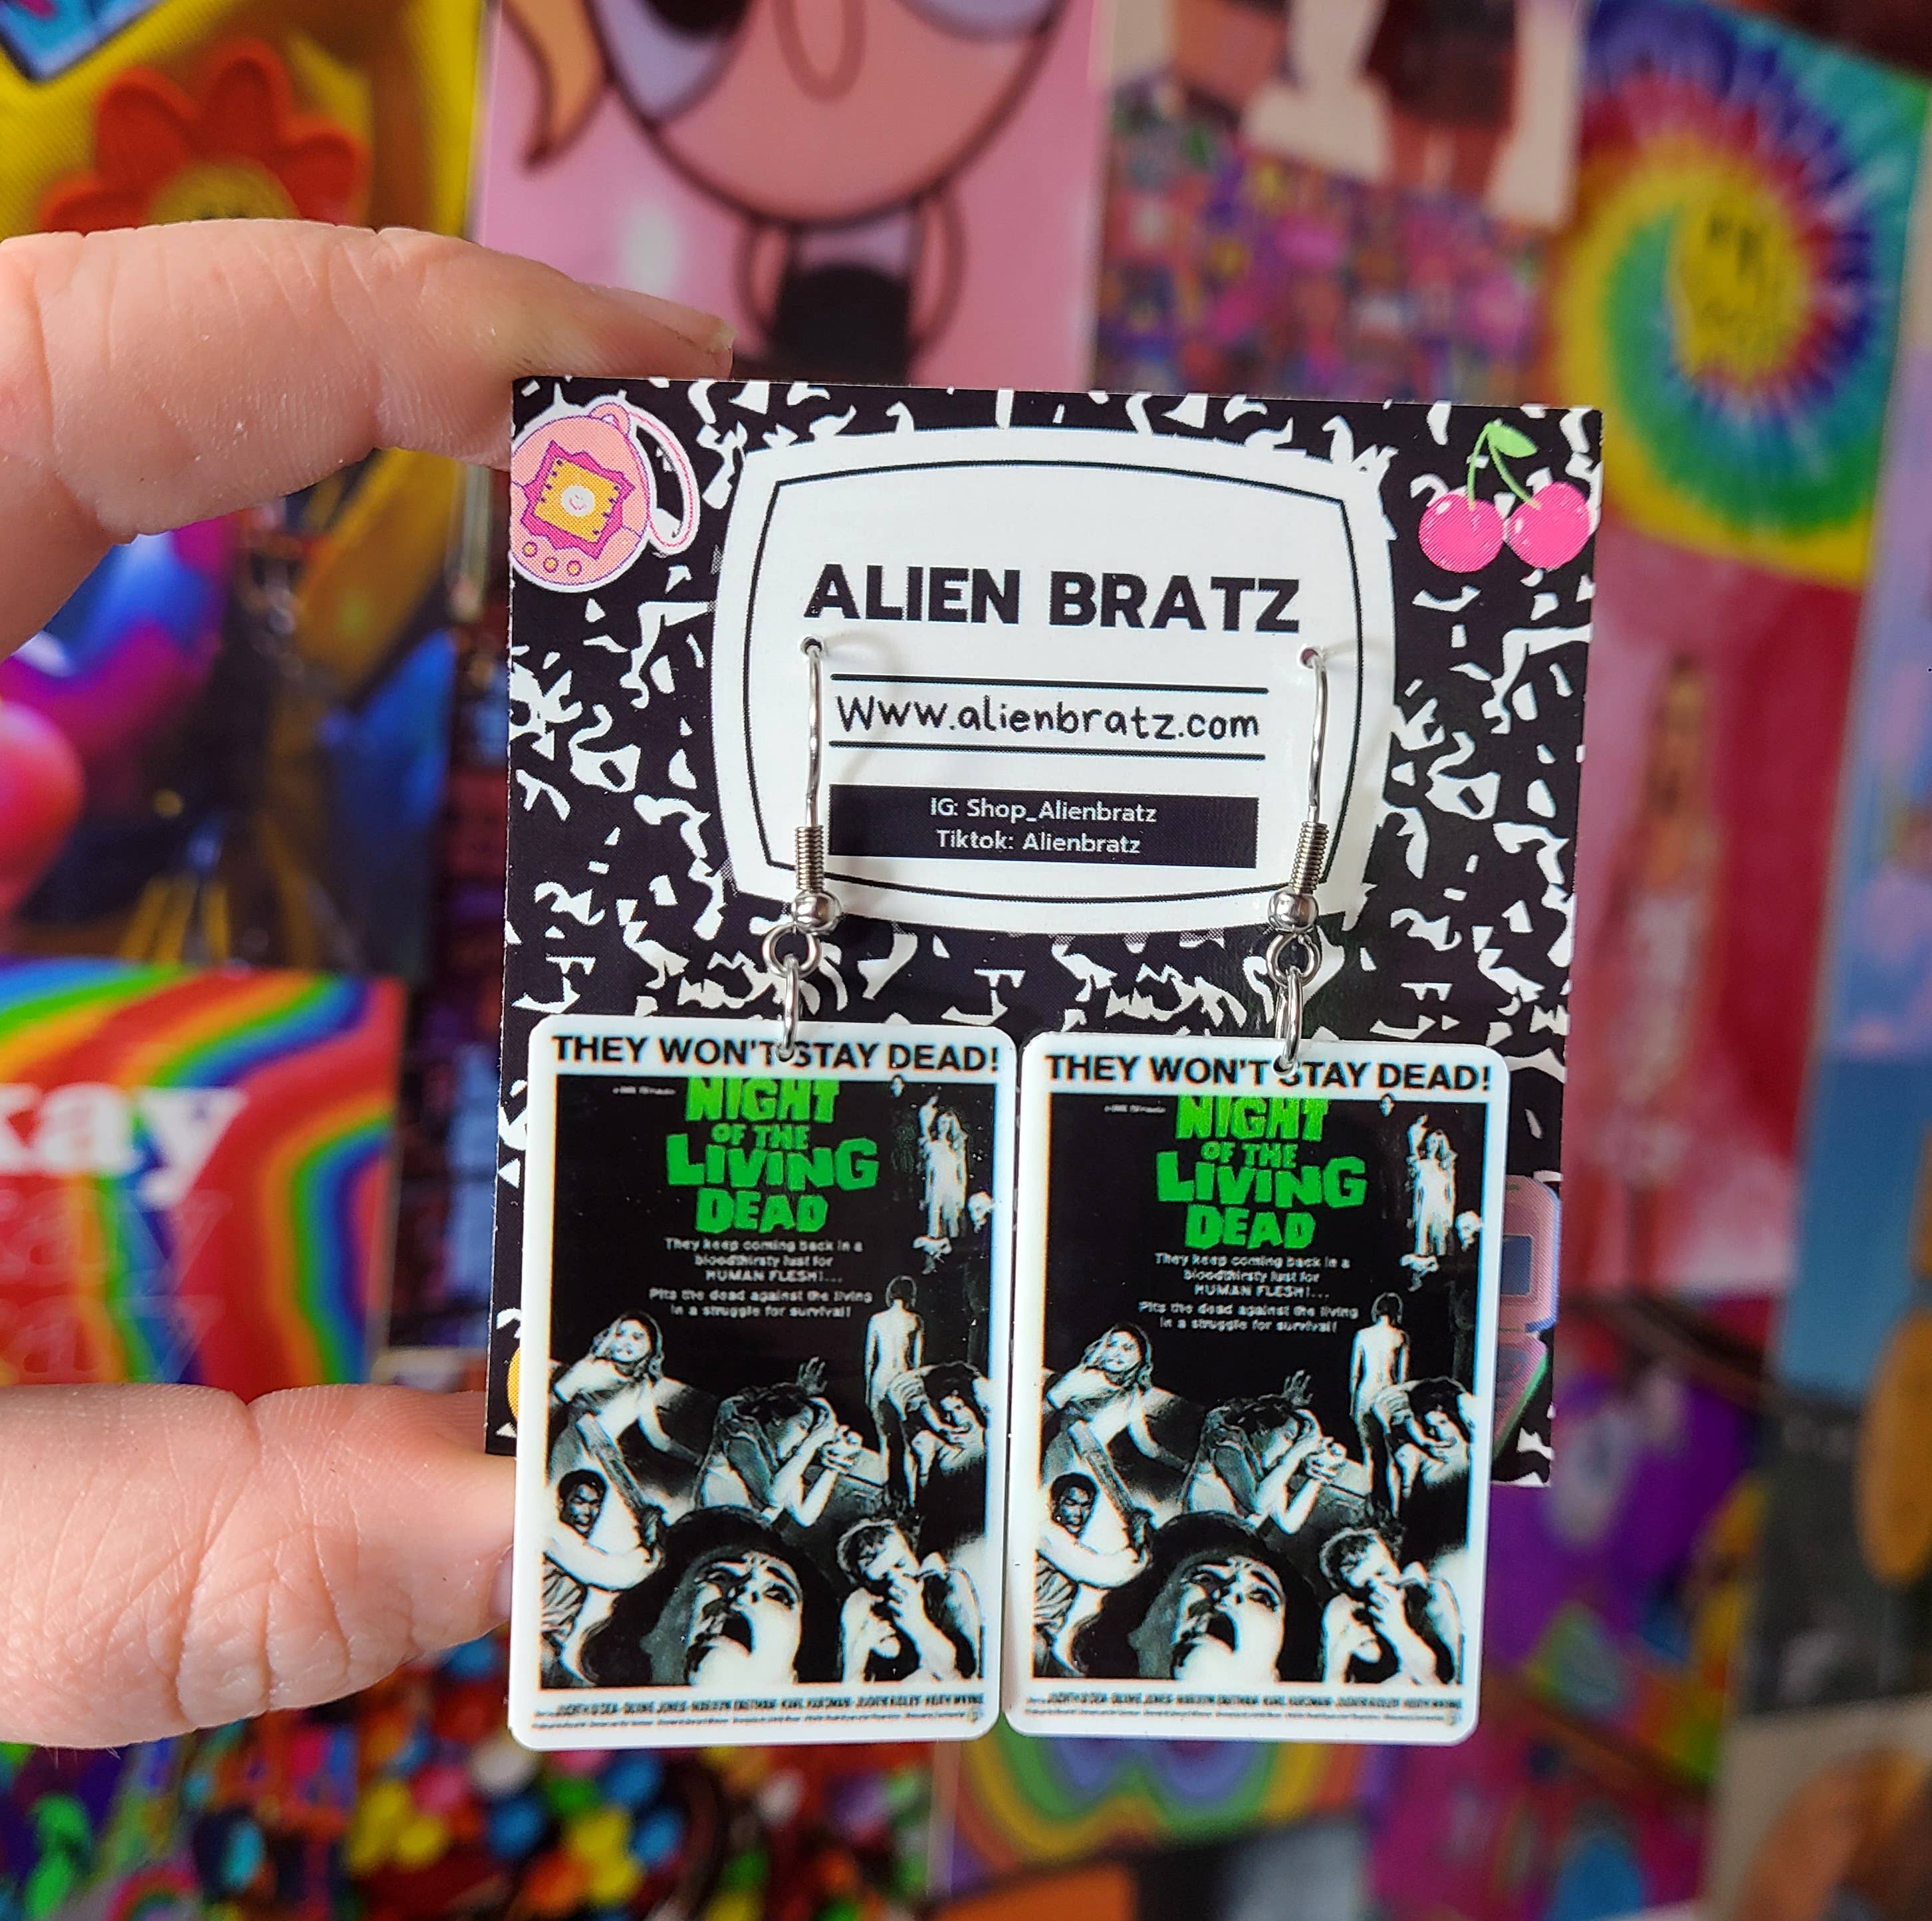 ALIEN BRATZ
Www.alienbratz.com
IG: Shop_Alienbratz
Tiktok: Alienbratz
THEY WON'T STAY DEAD!
NIGHT
OF THE
LIVING
DEAD
They keep coming back in a
bloodthirsty lust for
HUMAN FLESH!...
Pits the dead against the living
in a struggle for survival!
THEY WON'T STAY DEAD!
NIGHT
OF THE
LIVING
DEAD
They keep coming back in a
bloodthirsty lust for
HUMAN FLESH!...
Pits the dead against the living
in a struggle for survival!
kay